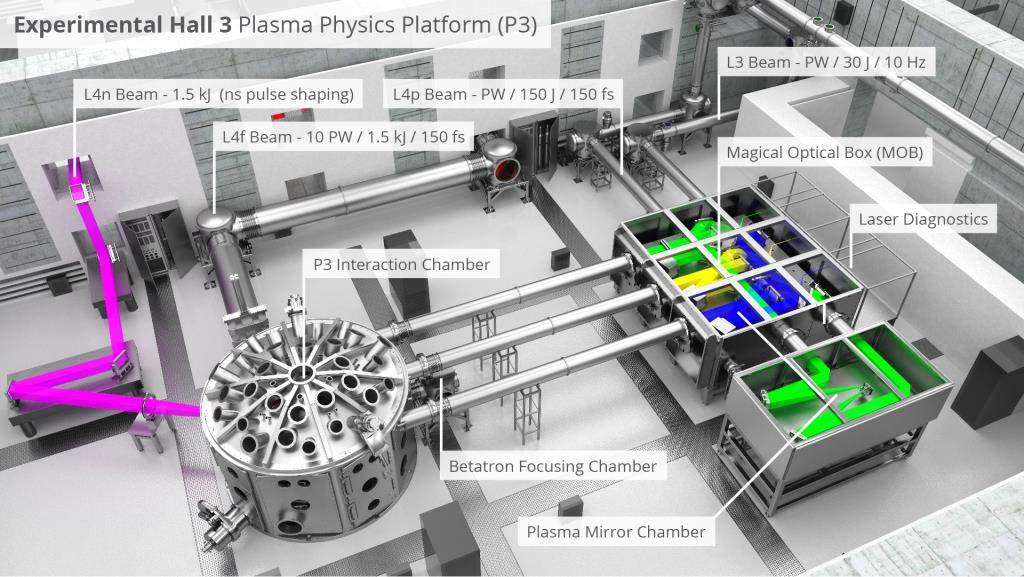 Experimental Hall 3 Plasma Physics Platform (P3)
L3 Beam - PW / 30 J / 10 Hz
L4n Beam - 1.5 kJ (ns pulse shaping)
L4p Beam - PW / 150 J / 150 fs
L4f Beam - 10 PW / 1.5 kJ / 150 fs
Magical Optical Box (MOB)
Laser Diagnostics
P3 Interaction Chamber
Betatron Focusing Chamber
Plasma Mirror Chamber